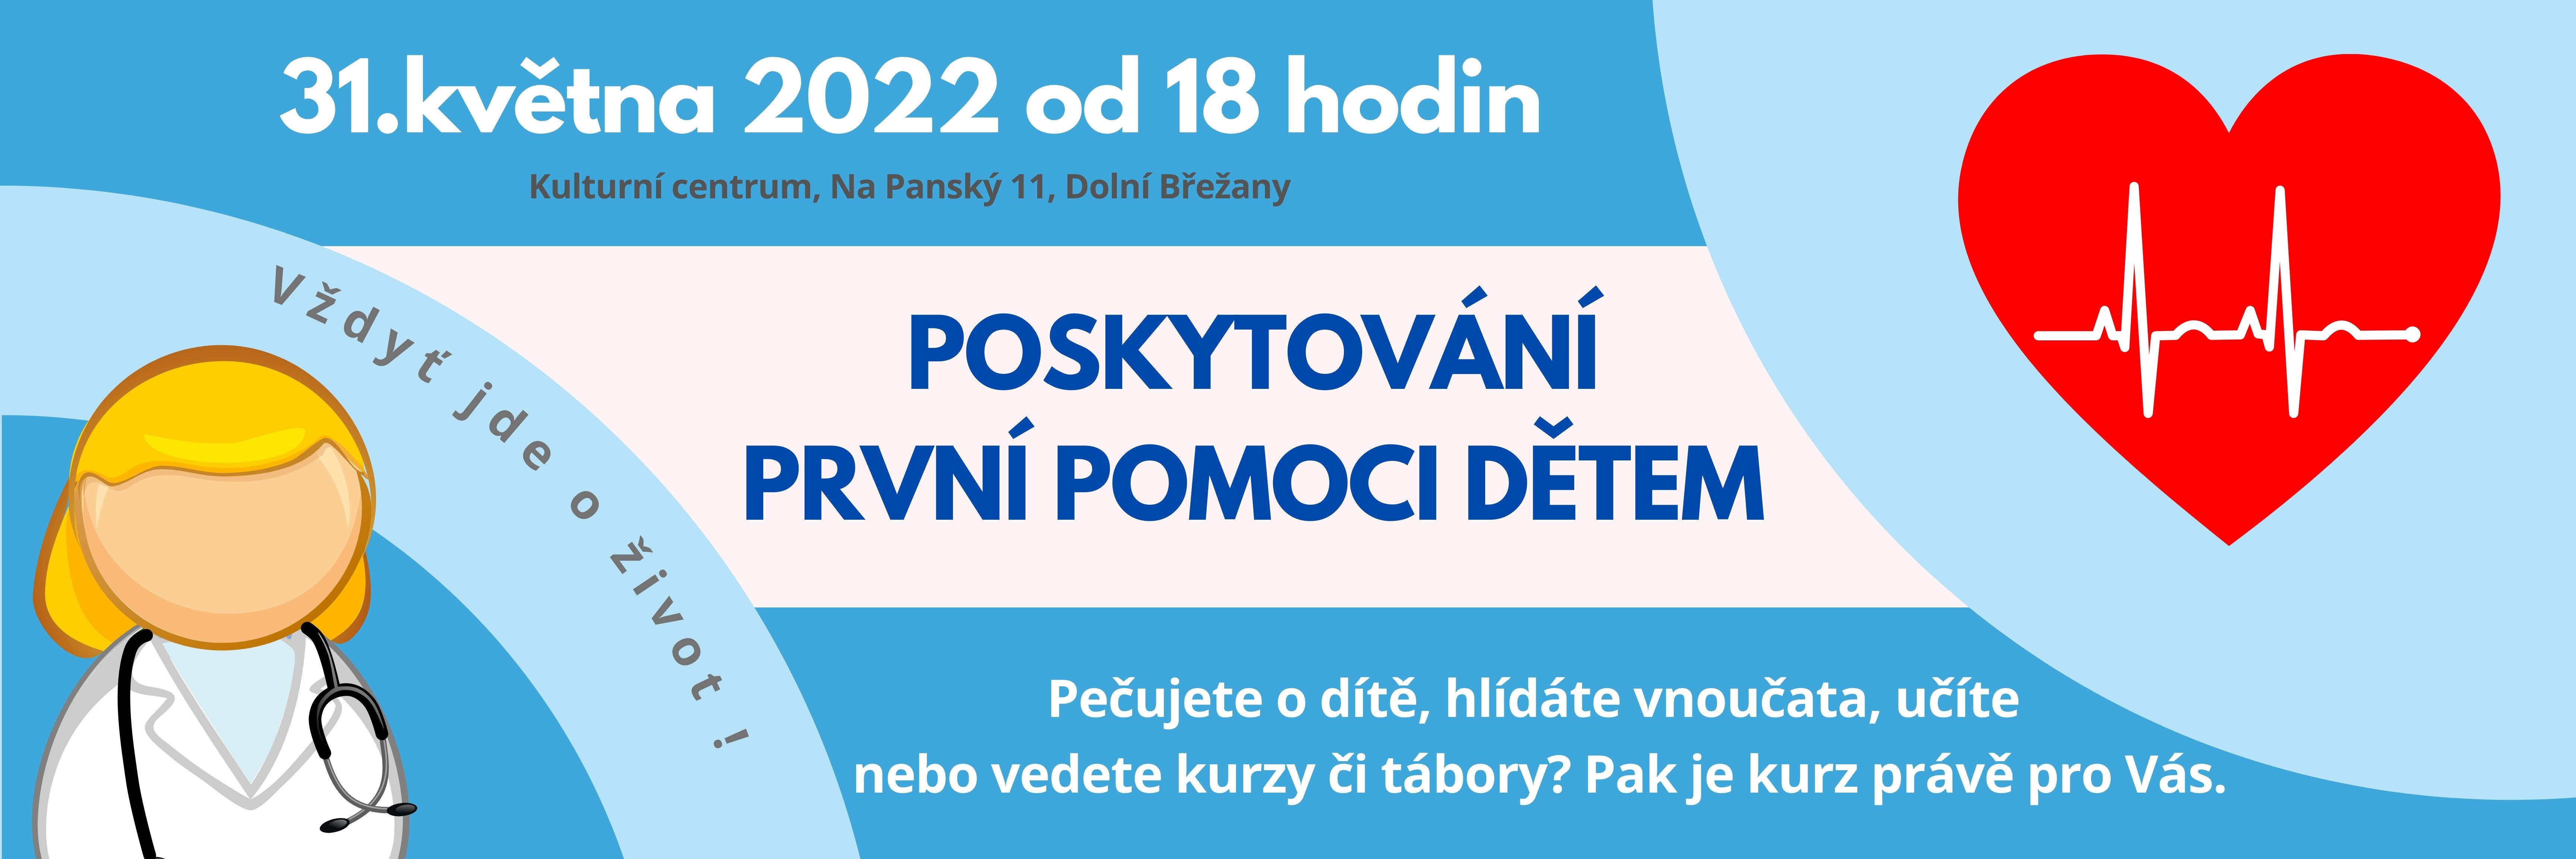 31.května 2022 od 18 hodin
Kulturní centrum, Na Panský 11, Dolní Břežany
Vždyť jde o život !
POSKYTOVÁNÍ
PRVNÍ POMOCI DĚTEM
Pečujete o dítě, hlídáte vnoučata, učíte
nebo vedete kurzy či tábory? Pak je kurz právě pro Vás.